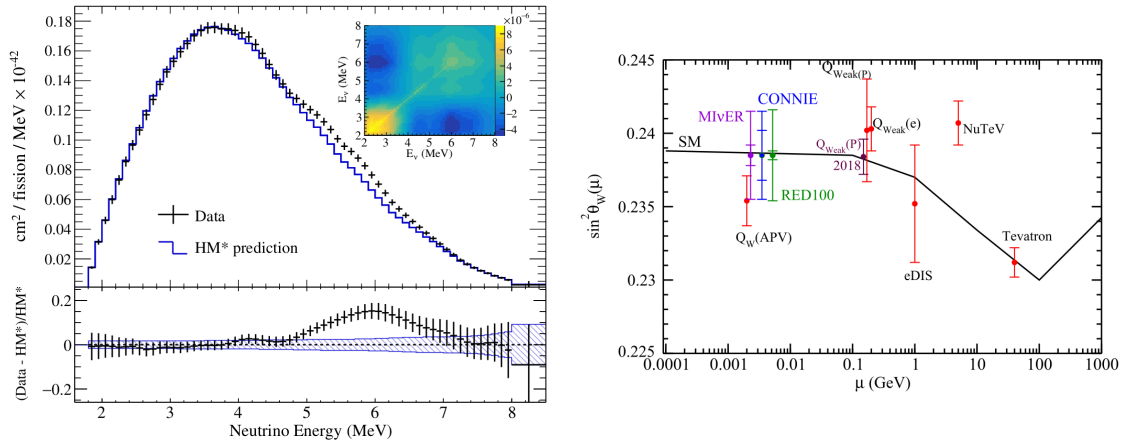 cm² / fission / MeV × 10⁻⁴²
0.18
0.16
0.14
0.12
0.1
0.08
0.06
0.04
0.02
Data
HM* prediction
×10⁻⁶
E_ν (MeV)
8
7
6
5
4
3
2
2 3 4 5 6 7 8
E_ν (MeV)
8
6
4
2
0
−2
−4
(Data - HM*)/HM*
0.2
0
−0.2
2 3 4 5 6 7 8
Neutrino Energy (MeV)
sin²θ_W(μ)
0.245
0.24
0.235
0.23
0.225
Q_Weak(P)
CONNIE
MIνER
Q_Weak(e)
NuTeV
SM
Q_Weak(P)
2018
RED100
Q_W(APV)
eDIS
Tevatron
0.0001 0.001 0.01 0.1 1 10 100 1000
μ (GeV)